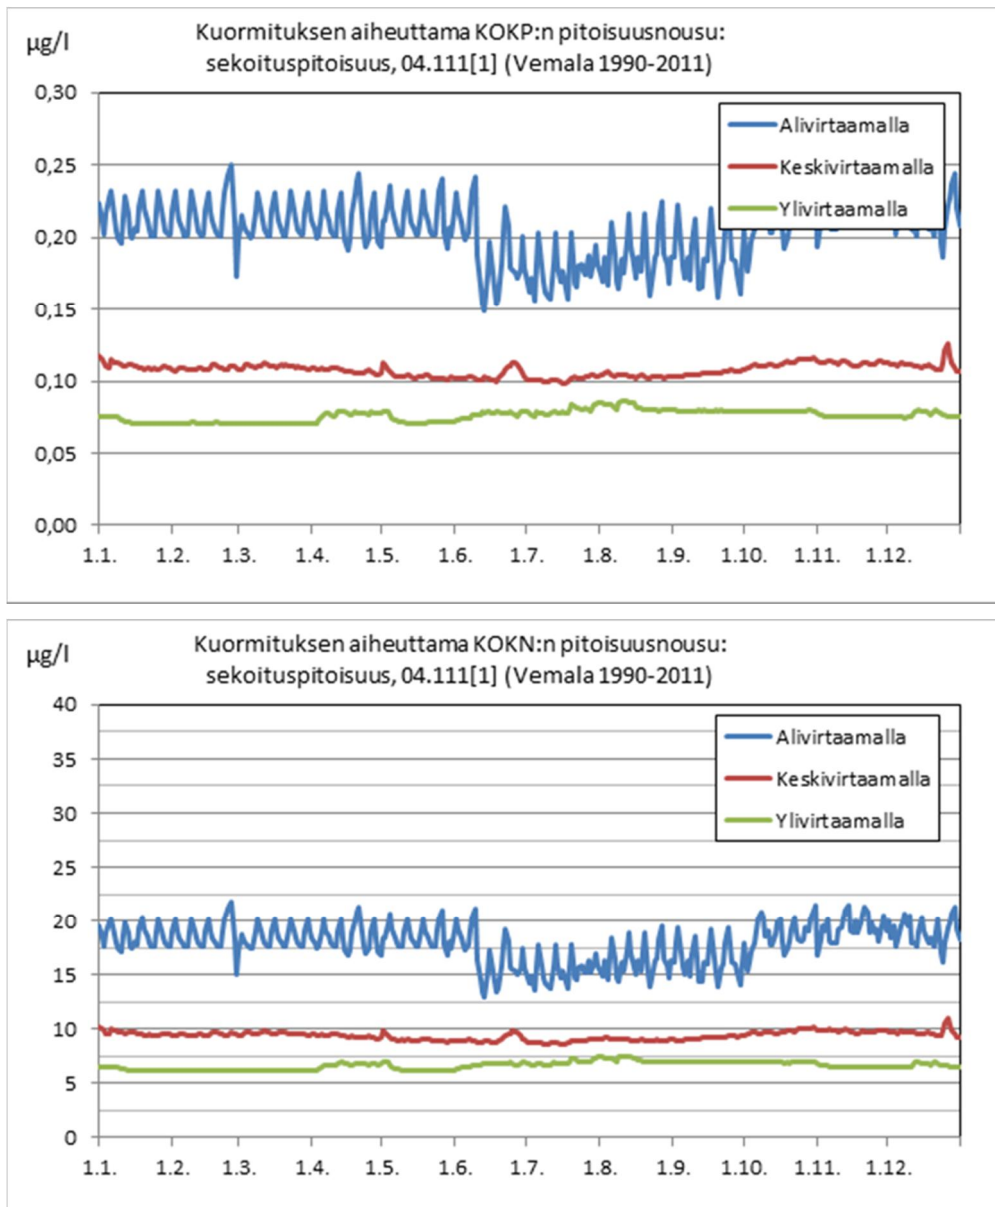 µg/l
Kuormituksen aiheuttama KOKP:n pitoisuusnousu:
sekoituspitoisuus, 04.111[1] (Vemala 1990-2011)
0,30
0,25
0,20
0,15
0,10
0,05
0,00
Alivirtaamalla
Keskivirtaamalla
Ylivirtaamalla
1.1. 1.2. 1.3. 1.4. 1.5. 1.6. 1.7. 1.8. 1.9. 1.10. 1.11. 1.12.
µg/l
Kuormituksen aiheuttama KOKN:n pitoisuusnousu:
sekoituspitoisuus, 04.111[1] (Vemala 1990-2011)
40
35
30
25
20
15
10
5
0
Alivirtaamalla
Keskivirtaamalla
Ylivirtaamalla
1.1. 1.2. 1.3. 1.4. 1.5. 1.6. 1.7. 1.8. 1.9. 1.10. 1.11. 1.12.